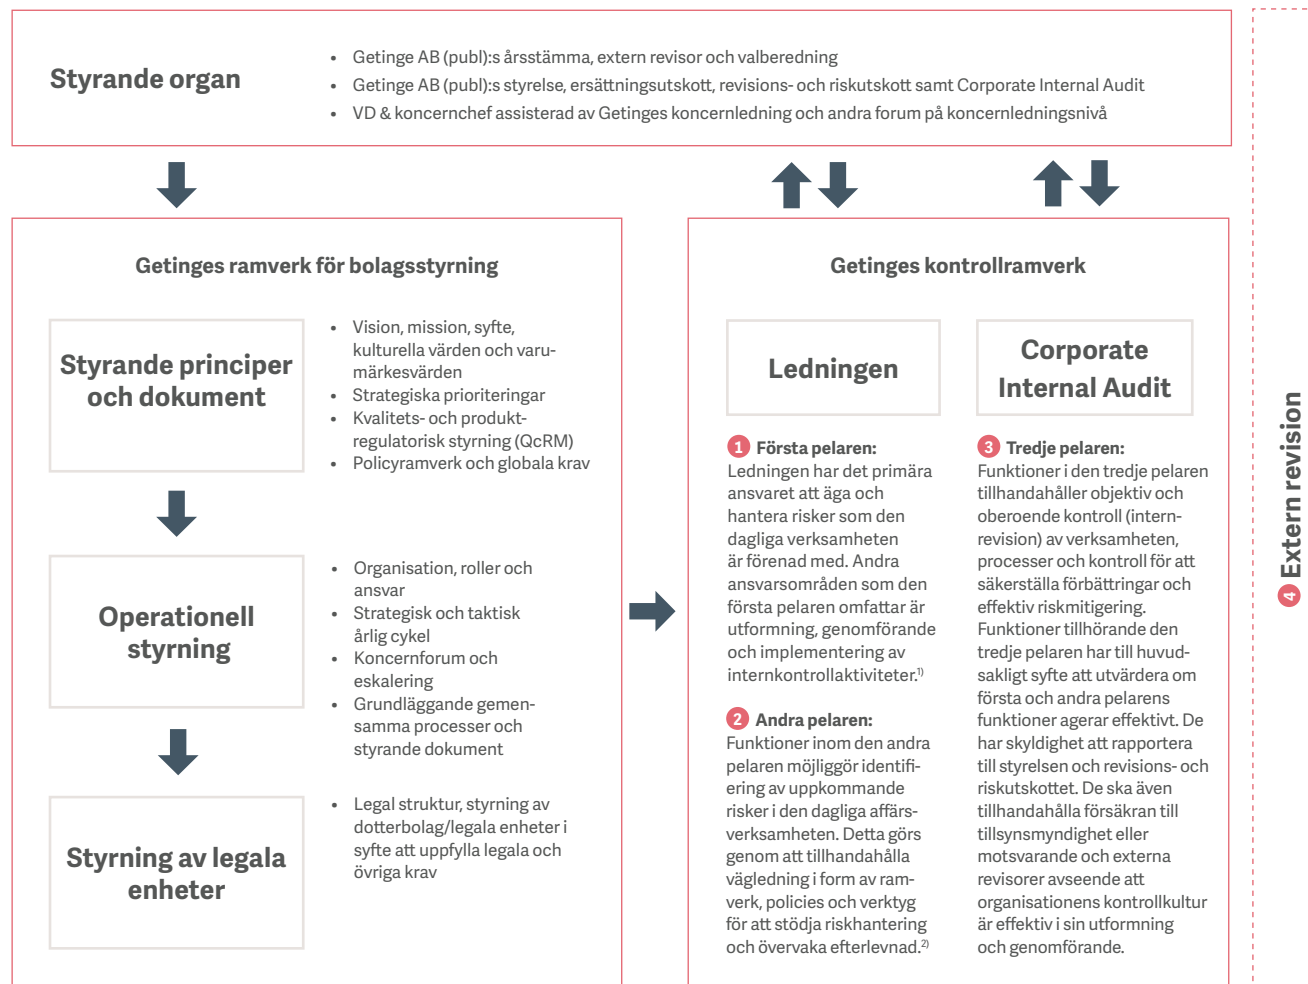 Styrande organ
• Getinge AB (publ):s årsstämma, extern revisor och valberedning
• Getinge AB (publ):s styrelse, ersättningsutskott, revisions- och riskutskott samt Corporate Internal Audit
• VD & koncernchef assisterad av Getinges koncernledning och andra forum på koncernledningsnivå
Getinges ramverk för bolagsstyrning
Styrande principer
och dokument
• Vision, mission, syfte,
kulturella värden och varu-
märkesvärden
• Strategiska prioriteringar
• Kvalitets- och produkt-
regulatorisk styrning (QcRM)
• Policyramverk och globala krav
Operationell
styrning
• Organisation, roller och
ansvar
• Strategisk och taktisk
årlig cykel
• Koncernforum och
eskalering
• Grundläggande gemen-
samma processer och
styrande dokument
Styrning av legala
enheter
• Legal struktur, styrning av
dotterbolag/legala enheter i
syfte att uppfylla legala och
övriga krav
Getinges kontrollramverk
Ledningen
1 Första pelaren:
Ledningen har det primära
ansvaret att äga och
hantera risker som den
dagliga verksamheten
är förenad med. Andra
ansvarsområden som den
första pelaren omfattar är
utformning, genomförande
och implementering av
internkontrollaktiviteter.1)
2 Andra pelaren:
Funktioner inom den andra
pelaren möjliggör identifi-
ering av uppkommande
risker i den dagliga affärs-
verksamheten. Detta görs
genom att tillhandahålla
vägledning i form av ram-
verk, policies och verktyg
för att stödja riskhantering
och övervaka efterlevnad.2)
Corporate
Internal Audit
3 Tredje pelaren:
Funktioner i den tredje pelaren
tillhandahåller objektiv och
oberoende kontroll (intern-
revision) av verksamheten,
processer och kontroll för att
säkerställa förbättringar och
effektiv riskmitigering.
Funktioner tillhörande den
tredje pelaren har till huvud-
sakligt syfte att utvärdera om
första och andra pelarens
funktioner agerar effektivt. De
har skyldighet att rapportera
till styrelsen och revisions- och
riskutskottet. De ska även
tillhandahålla försäkran till
tillsynsmyndighet eller
motsvarande och externa
revisorer avseende att
organisationens kontrollkultur
är effektiv i sin utformning
och genomförande.
4 Extern revision